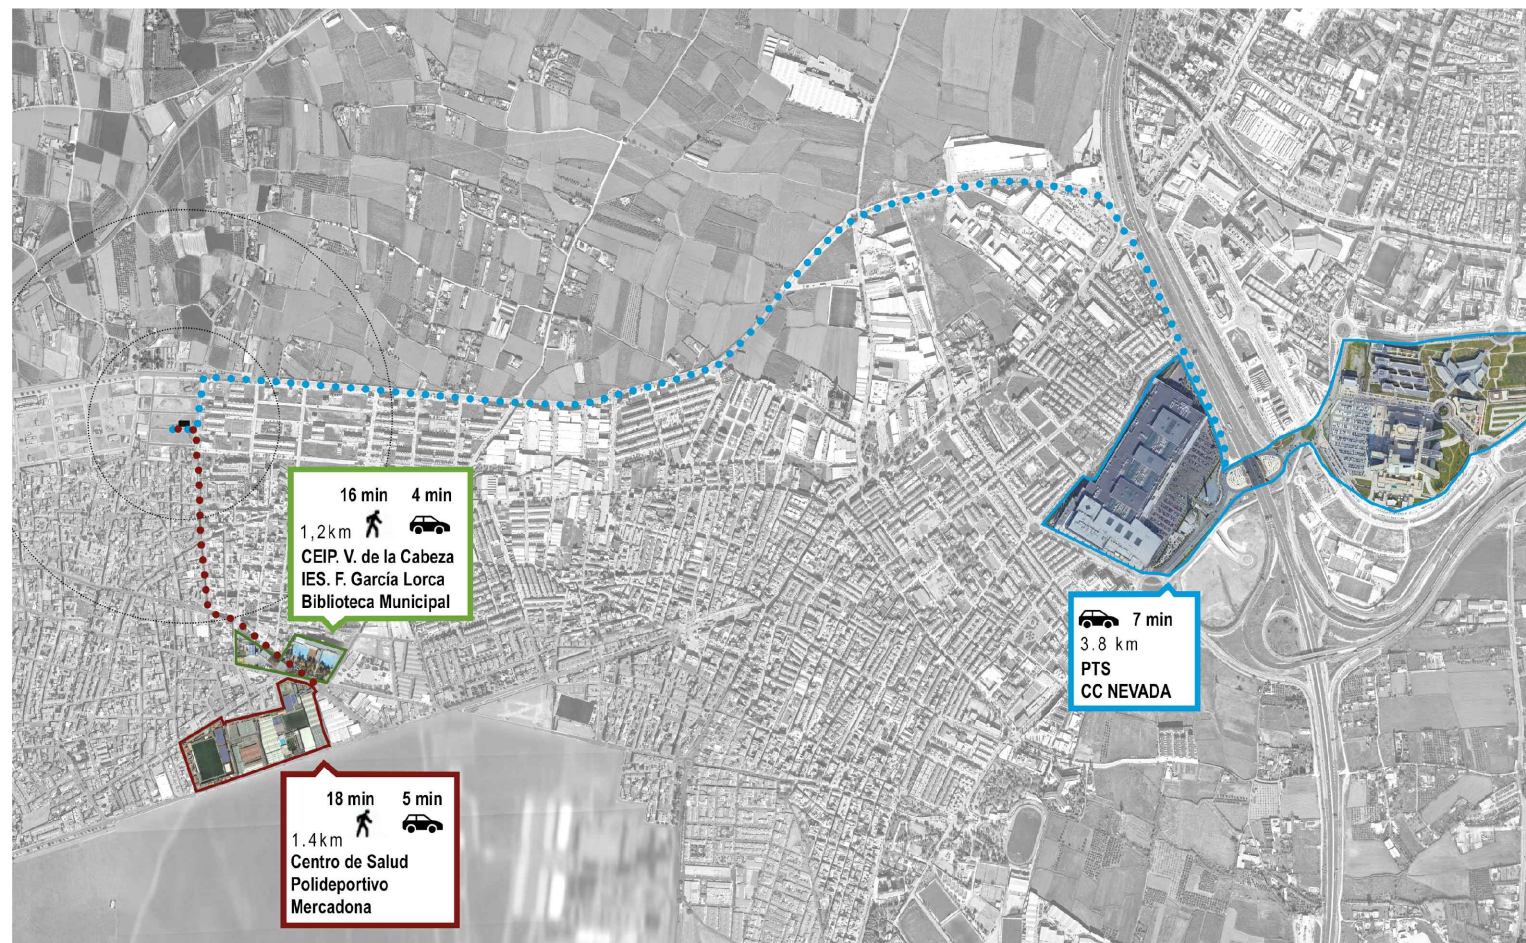 16 min 4 min
1,2km
CEIP. V. de la Cabeza
IES. F. García Lorca
Biblioteca Municipal
7 min
3.8 km
PTS
CC NEVADA
18 min 5 min
1.4km
Centro de Salud
Polideportivo
Mercadona